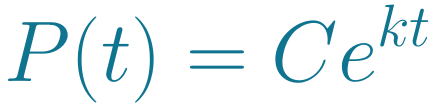 P(t) = Ce^{kt}